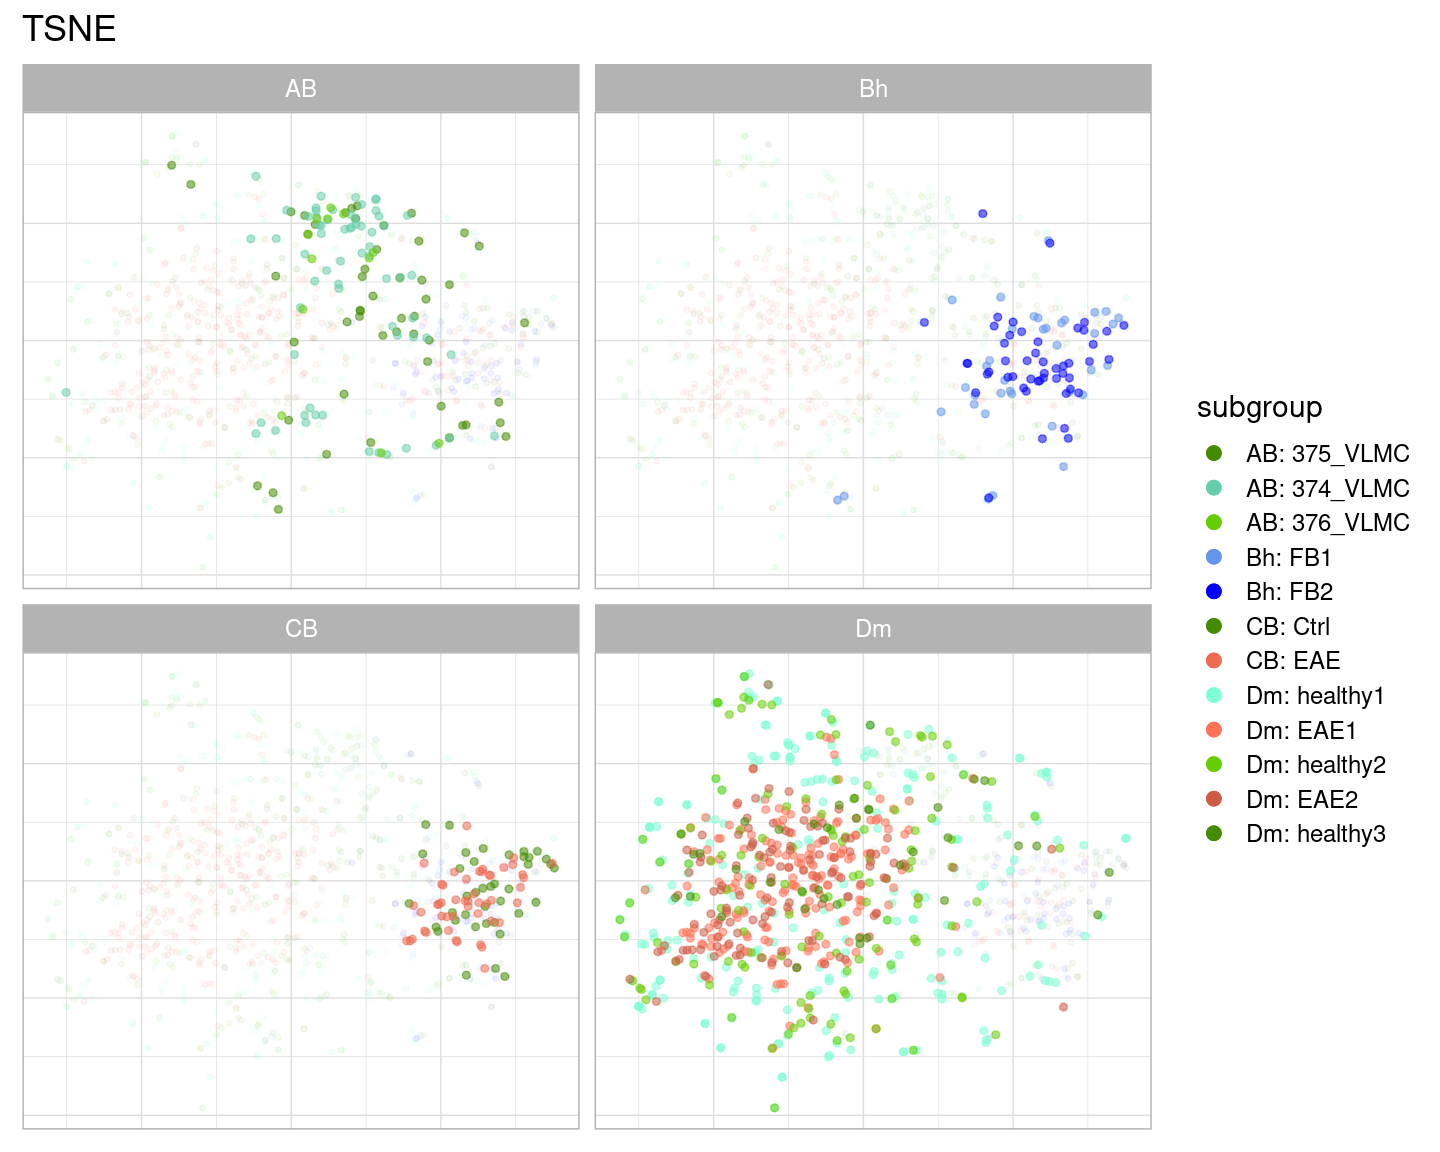 TSNE
AB
Bh
CB
Dm
subgroup
AB: 375_VLMC
AB: 374_VLMC
AB: 376_VLMC
Bh: FB1
Bh: FB2
CB: Ctrl
CB: EAE
Dm: healthy1
Dm: EAE1
Dm: healthy2
Dm: EAE2
Dm: healthy3